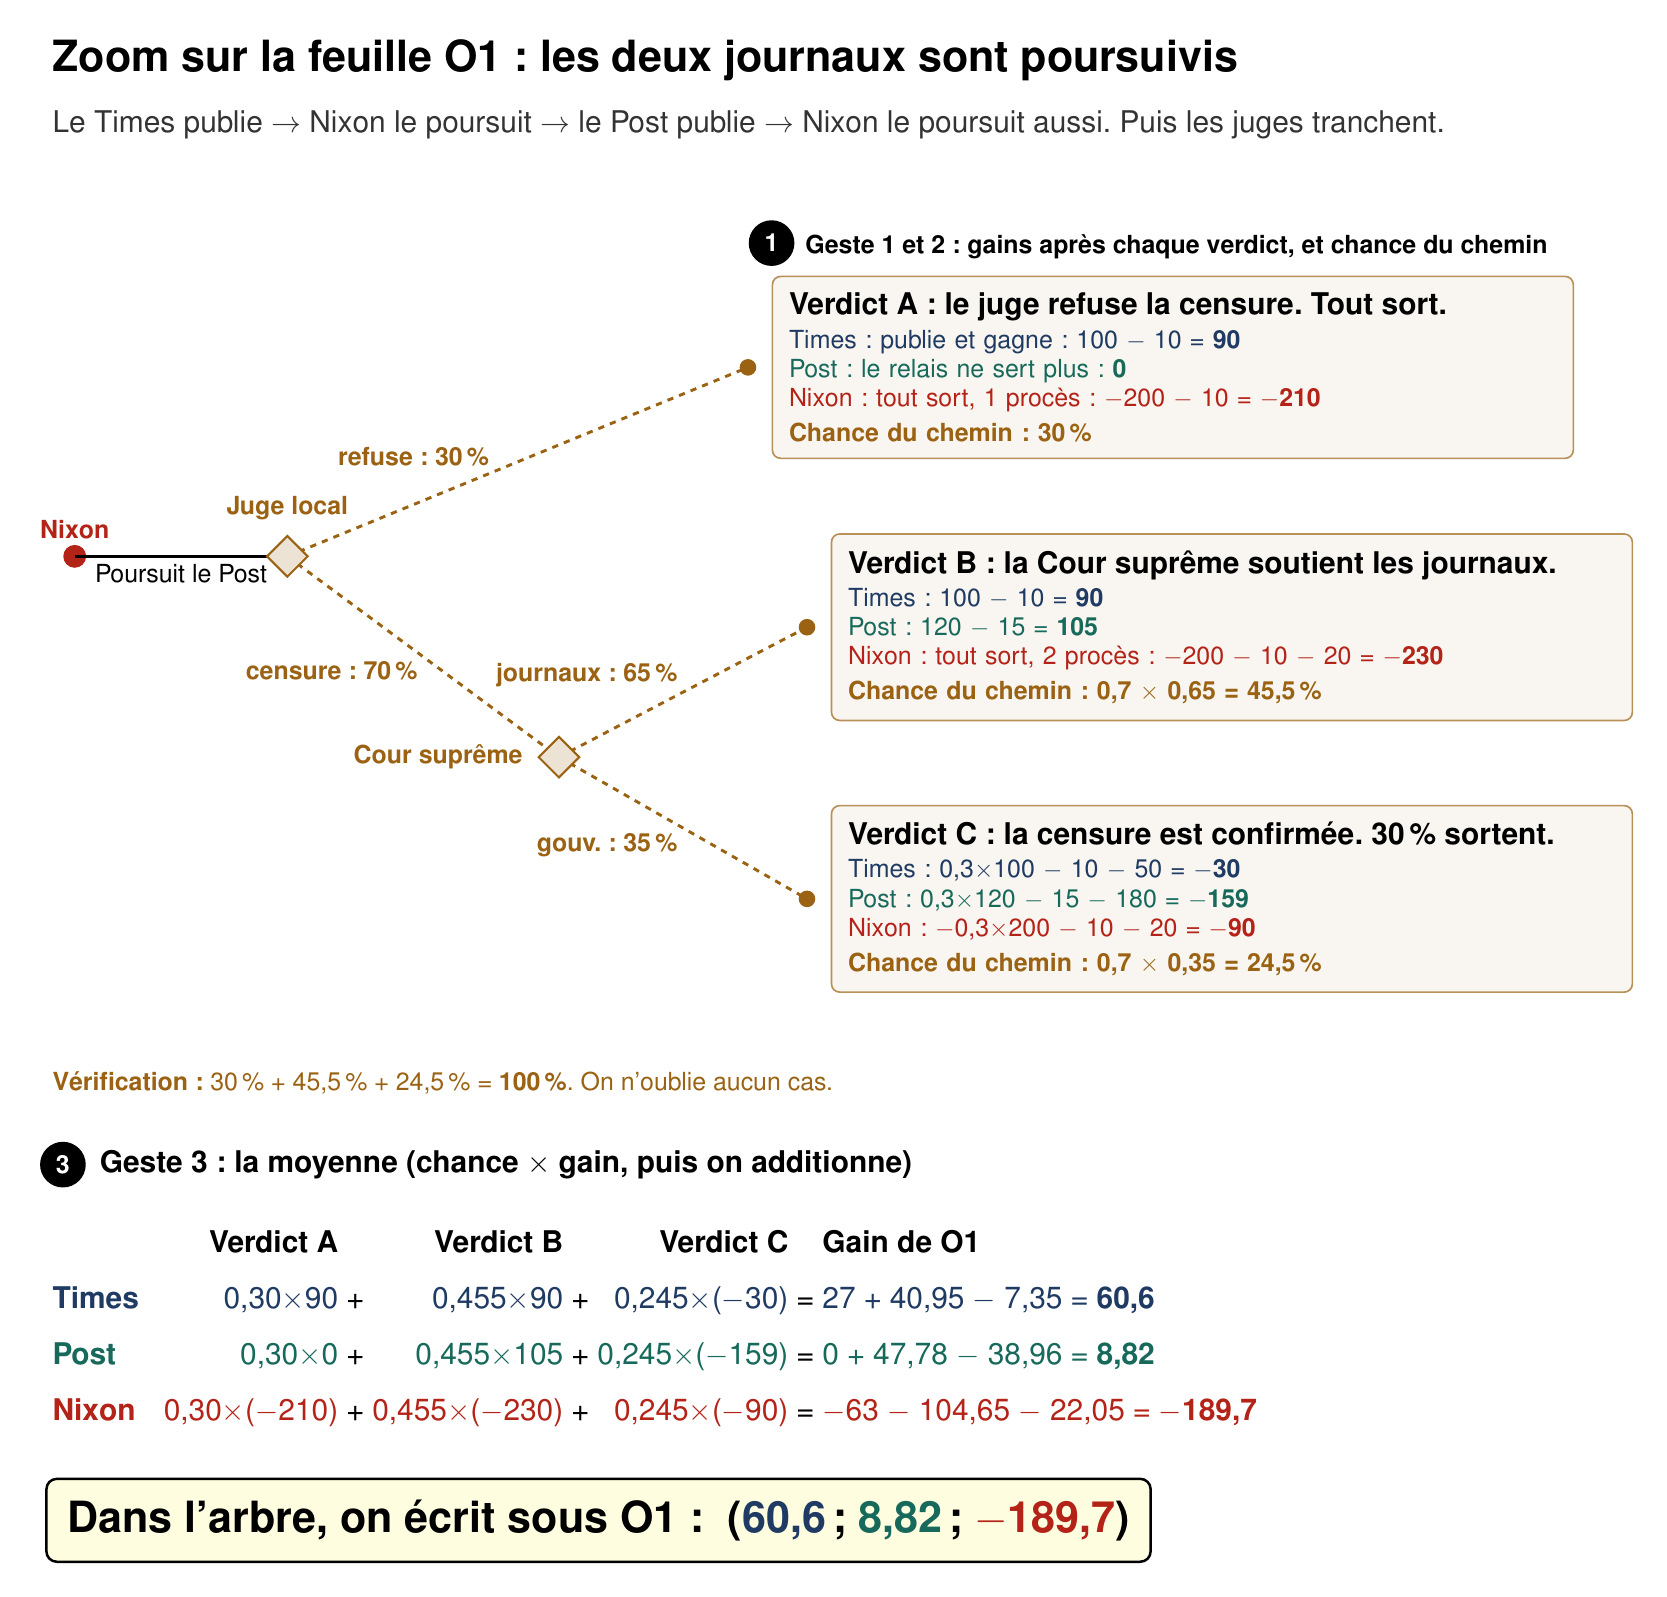 Zoom sur la feuille O1 : les deux journaux sont poursuivis
Le Times publie → Nixon le poursuit → le Post publie → Nixon le poursuit aussi. Puis les juges tranchent.
1 Geste 1 et 2 : gains après chaque verdict, et chance du chemin
Verdict A : le juge refuse la censure. Tout sort.
Times : publie et gagne : 100 − 10 = 90
Post : le relais ne sert plus : 0
Nixon : tout sort, 1 procès : −200 − 10 = −210
Chance du chemin : 30 %
refuse : 30 %
Juge local
Nixon
Poursuit le Post
Verdict B : la Cour suprême soutient les journaux.
Times : 100 − 10 = 90
Post : 120 − 15 = 105
Nixon : tout sort, 2 procès : −200 − 10 − 20 = −230
Chance du chemin : 0,7 × 0,65 = 45,5 %
censure : 70 %
journaux : 65 %
Cour suprême
gouv. : 35 %
Verdict C : la censure est confirmée. 30 % sortent.
Times : 0,3×100 − 10 − 50 = −30
Post : 0,3×120 − 15 − 180 = −159
Nixon : −0,3×200 − 10 − 20 = −90
Chance du chemin : 0,7 × 0,35 = 24,5 %
Vérification : 30 % + 45,5 % + 24,5 % = 100 %. On n’oublie aucun cas.
3 Geste 3 : la moyenne (chance × gain, puis on additionne)
Verdict A Verdict B Verdict C Gain de O1
Times 0,30×90 + 0,455×90 + 0,245×(−30) = 27 + 40,95 − 7,35 = 60,6
Post 0,30×0 + 0,455×105 + 0,245×(−159) = 0 + 47,78 − 38,96 = 8,82
Nixon 0,30×(−210) + 0,455×(−230) + 0,245×(−90) = −63 − 104,65 − 22,05 = −189,7
Dans l’arbre, on écrit sous O1 : (60,6 ; 8,82 ; −189,7)